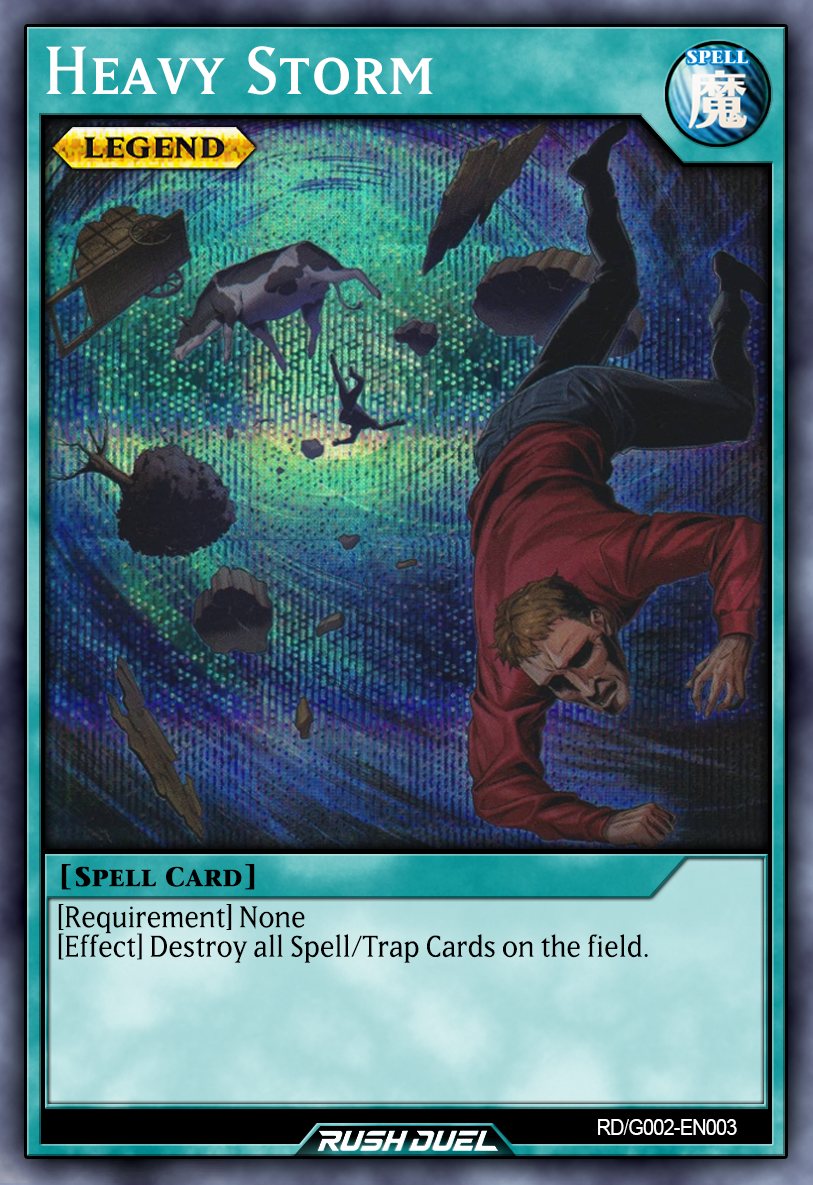 Heavy Storm
SPELL
魔
LEGEND
[Spell Card]
[Requirement] None
[Effect] Destroy all Spell/Trap Cards on the field.
RUSH DUEL
RD/G002-EN003